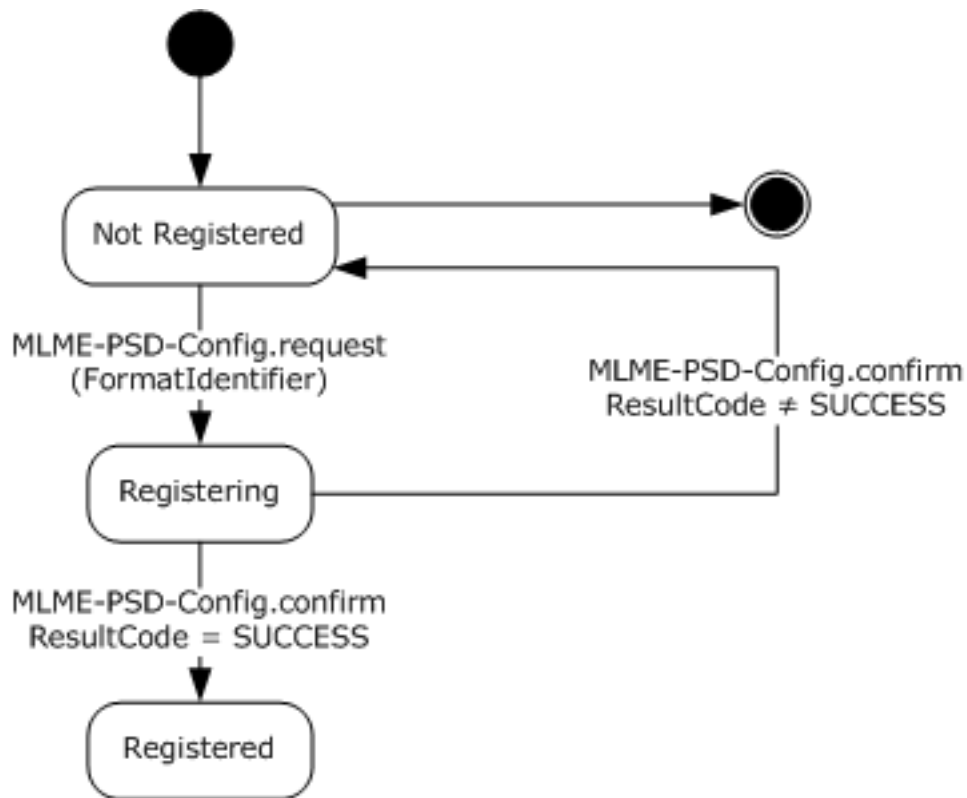 Not Registered
MLME-PSD-Config.request
(FormatIdentifier)
MLME-PSD-Config.confirm
ResultCode ≠ SUCCESS
Registering
MLME-PSD-Config.confirm
ResultCode = SUCCESS
Registered